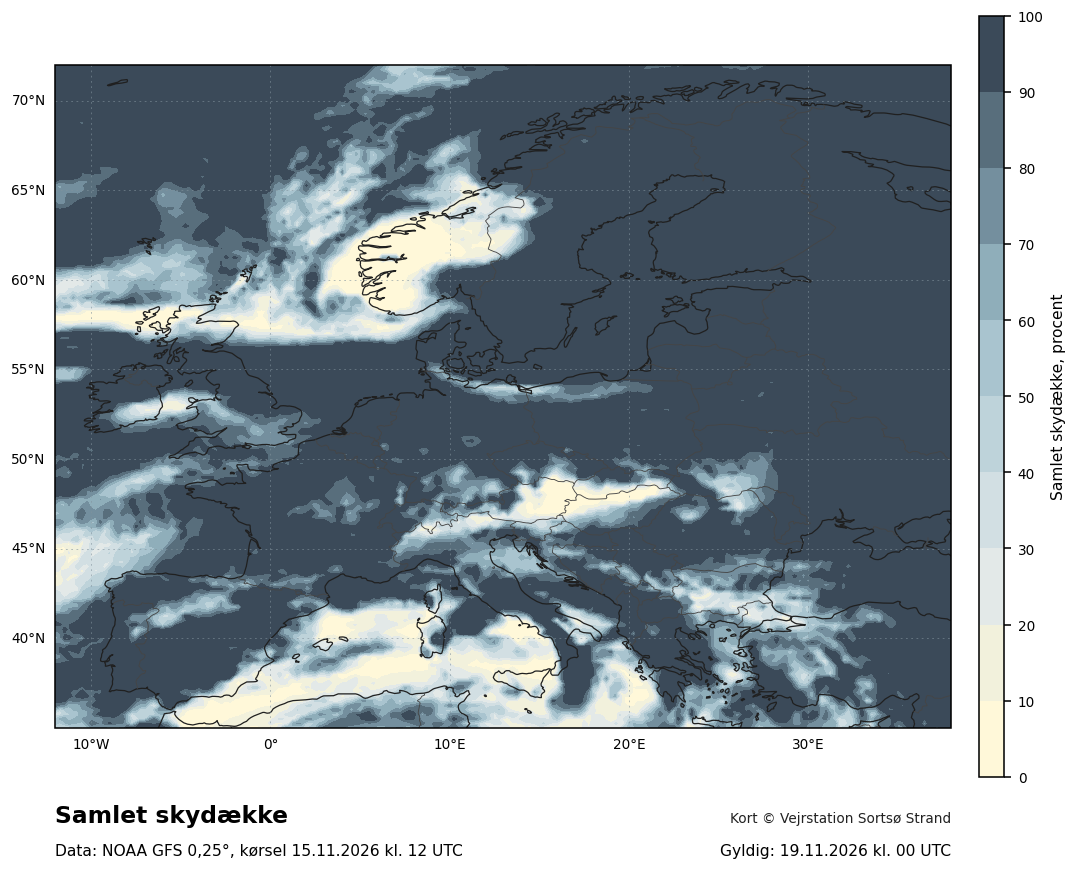 70°N
65°N
60°N
55°N
50°N
45°N
40°N
10°W
0°
10°E
20°E
30°E
100
90
80
70
60
50
40
30
20
10
0
Samlet skydække, procent
Samlet skydække
Kort © Vejrstation Sortsø Strand
Data: NOAA GFS 0,25°, kørsel 15.11.2026 kl. 12 UTC
Gyldig: 19.11.2026 kl. 00 UTC